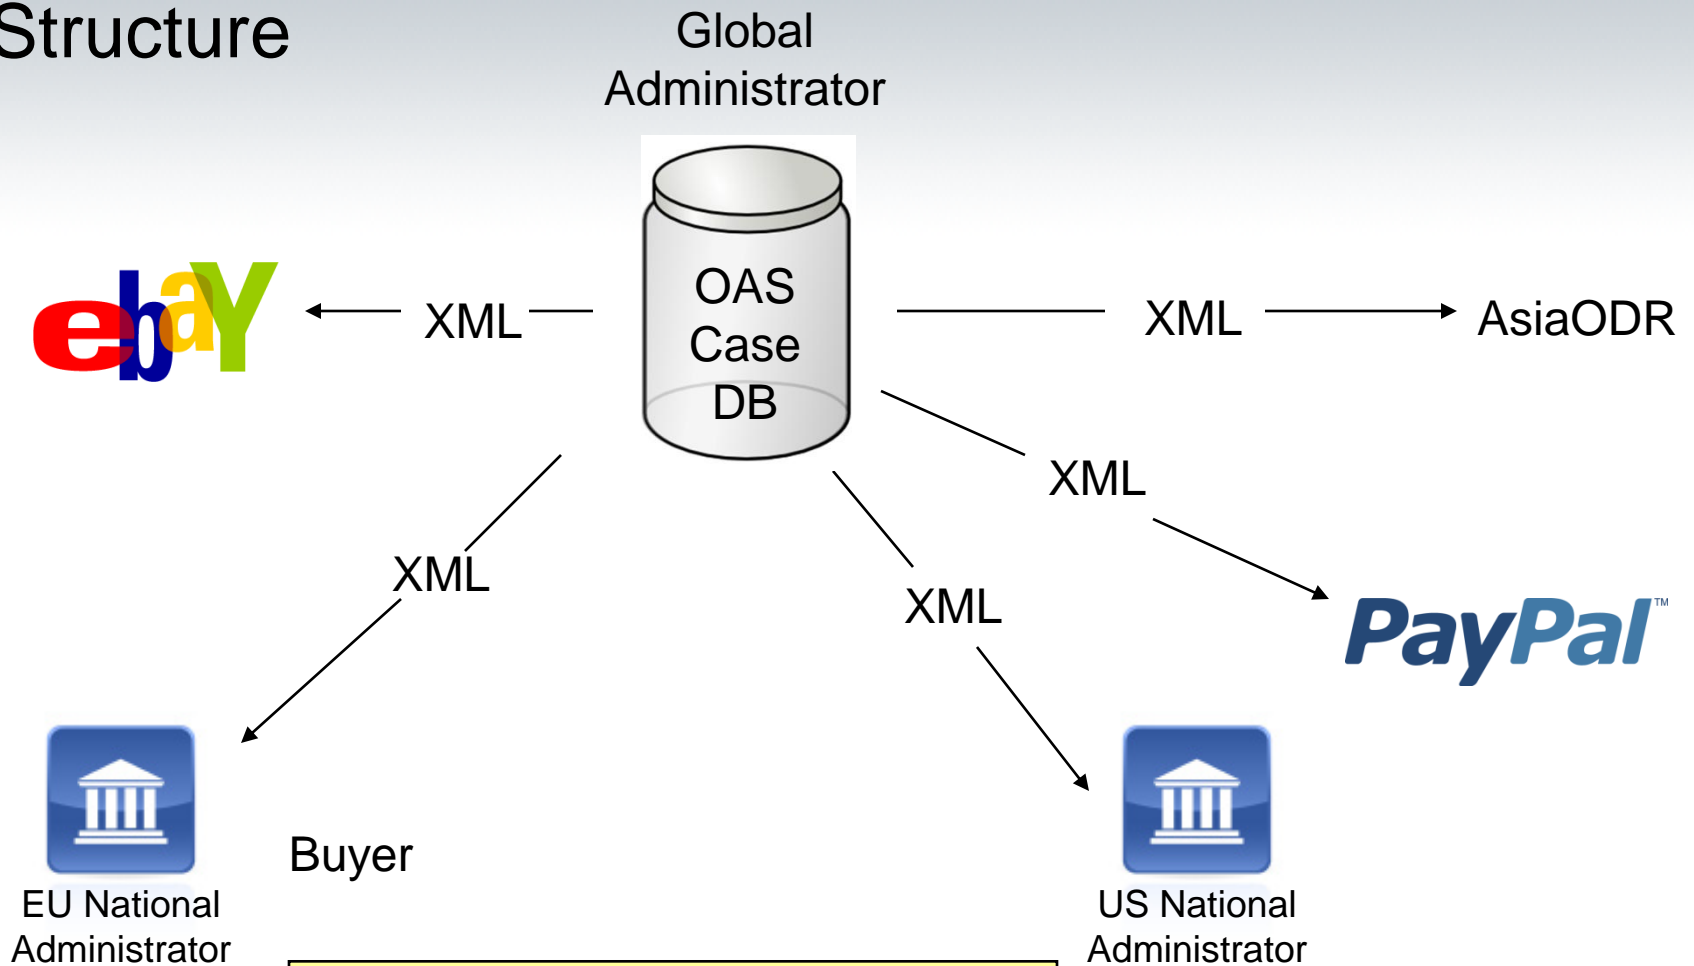 Structure
Global
Administrator
OAS
Case
DB
ebaY
XML
XML
AsiaODR
XML
XML
XML
PayPal™
Buyer
EU National
Administrator
US National
Administrator